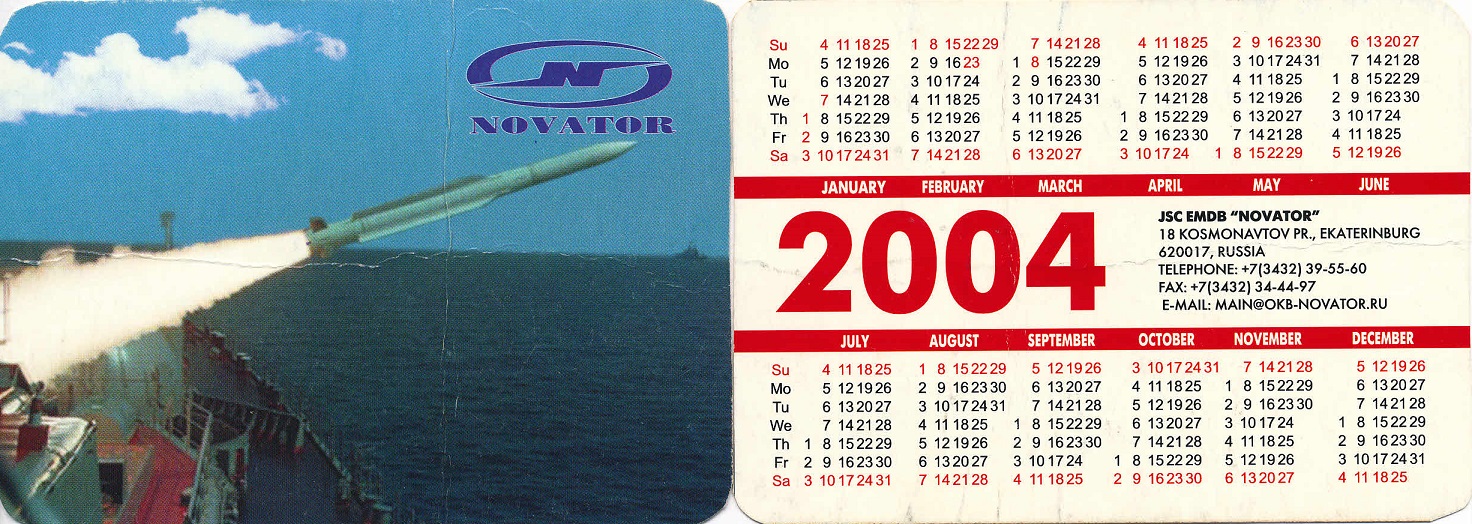 NOVATOR
Su 4 11 18 25 1 8 15 22 29 7 14 21 28 4 11 18 25 2 9 16 23 30 6 13 20 27
Mo 5 12 19 26 2 9 16 23 1 8 15 22 29 5 12 19 26 3 10 17 24 31 7 14 21 28
Tu 6 13 20 27 3 10 17 24 2 9 16 23 30 6 13 20 27 4 11 18 25 1 8 15 22 29
We 7 14 21 28 4 11 18 25 3 10 17 24 31 7 14 21 28 5 12 19 26 2 9 16 23 30
Th 1 8 15 22 29 5 12 19 26 4 11 18 25 1 8 15 22 29 6 13 20 27 3 10 17 24
Fr 2 9 16 23 30 6 13 20 27 5 12 19 26 2 9 16 23 30 7 14 21 28 4 11 18 25
Sa 3 10 17 24 31 7 14 21 28 6 13 20 27 3 10 17 24 1 8 15 22 29 5 12 19 26
JANUARY FEBRUARY MARCH APRIL MAY JUNE
2004
JSC EMDB "NOVATOR"
18 KOSMONAVTOV PR., EKATERINBURG
620017, RUSSIA
TELEPHONE: +7(3432) 39-55-60
FAX: +7(3432) 34-44-97
E-MAIL: MAIN@OKB-NOVATOR.RU
JULY AUGUST SEPTEMBER OCTOBER NOVEMBER DECEMBER
Su 4 11 18 25 1 8 15 22 29 5 12 19 26 3 10 17 24 31 7 14 21 28 5 12 19 26
Mo 5 12 19 26 2 9 16 23 30 6 13 20 27 4 11 18 25 1 8 15 22 29 6 13 20 27
Tu 6 13 20 27 3 10 17 24 31 7 14 21 28 5 12 19 26 2 9 16 23 30 7 14 21 28
We 7 14 21 28 4 11 18 25 1 8 15 22 29 6 13 20 27 3 10 17 24 1 8 15 22 29
Th 1 8 15 22 29 5 12 19 26 2 9 16 23 30 7 14 21 28 4 11 18 25 2 9 16 23 30
Fr 2 9 16 23 30 6 13 20 27 3 10 17 24 1 8 15 22 29 5 12 19 26 3 10 17 24 31
Sa 3 10 17 24 31 7 14 21 28 4 11 18 25 2 9 16 23 30 6 13 20 27 4 11 18 25